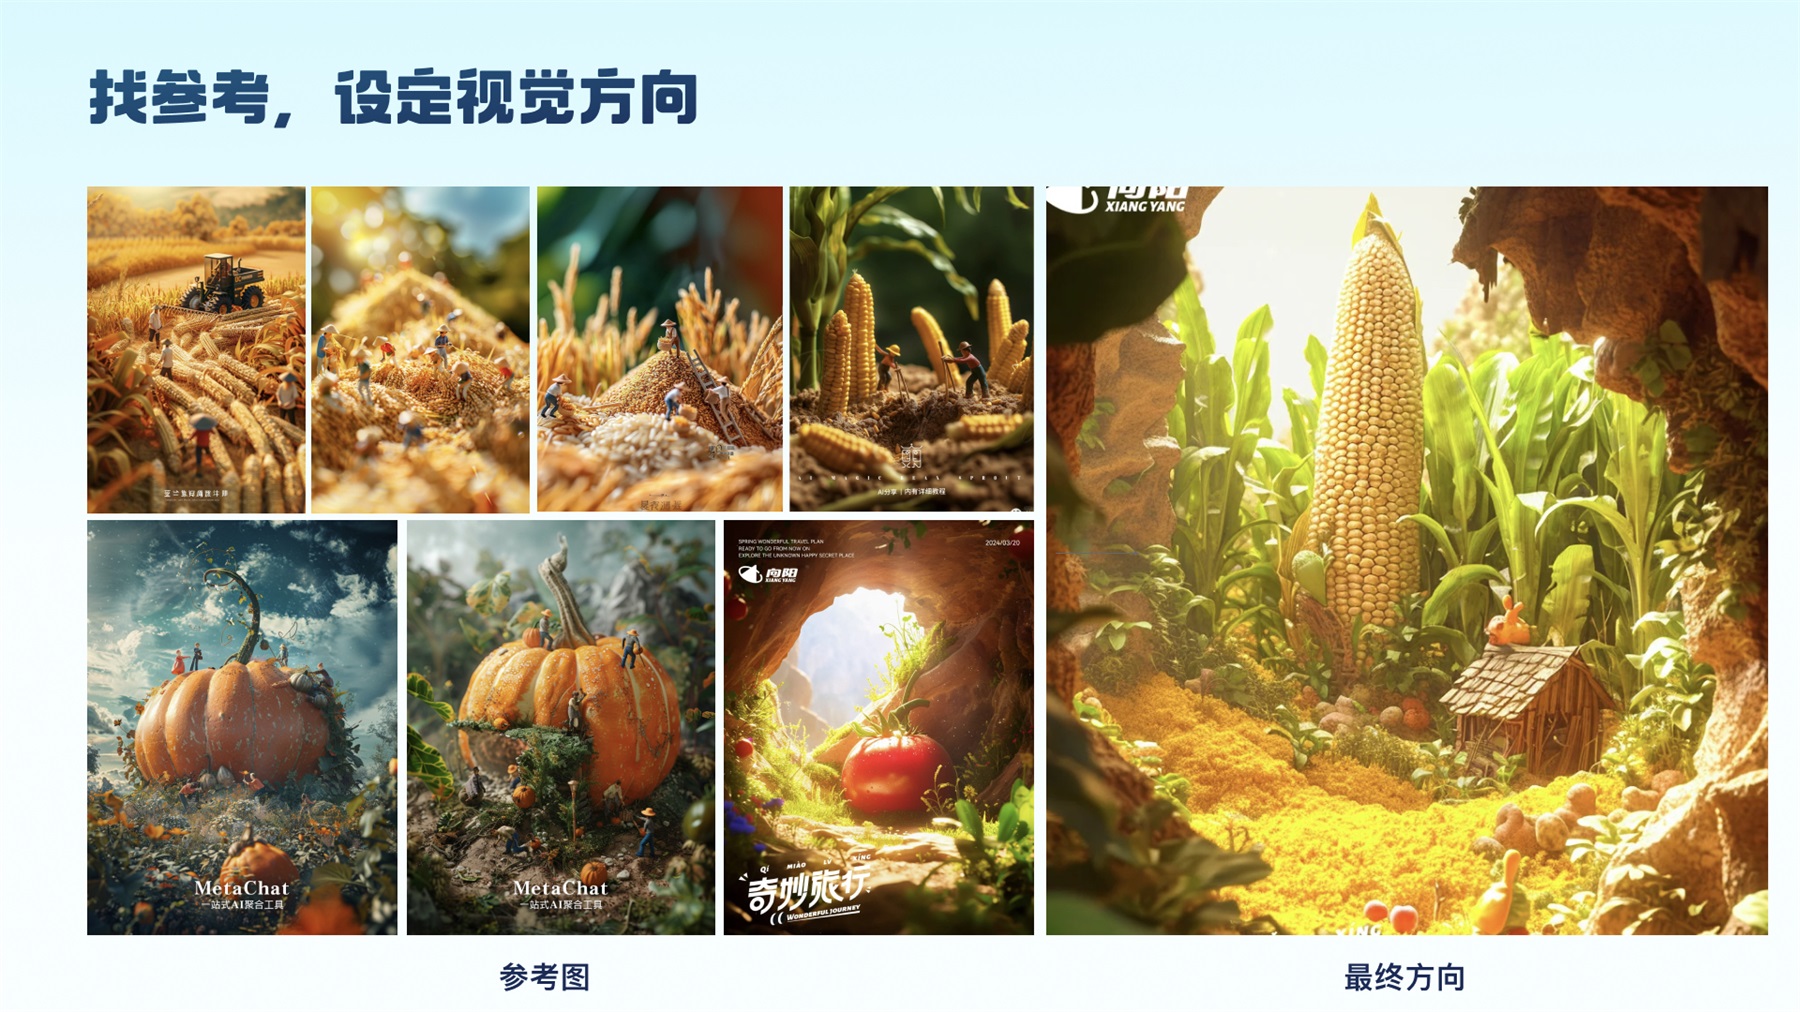 找参考，设定视觉方向
向阳
XIANG YANG
AI分享 | 内有详细教程
MetaChat
一站式AI聚合工具
MetaChat
一站式AI聚合工具
SPRING WONDERFUL TRAVEL PLAN
READY TO GO FROM NOW ON
EXPLORE THE UNKNOWN HAPPY SECRET PLACE
2024/03/20
向阳
XIANG YANG
QI MIÀO LV XING
奇妙旅行
WONDERFUL JOURNEY
XING
参考图
最终方向